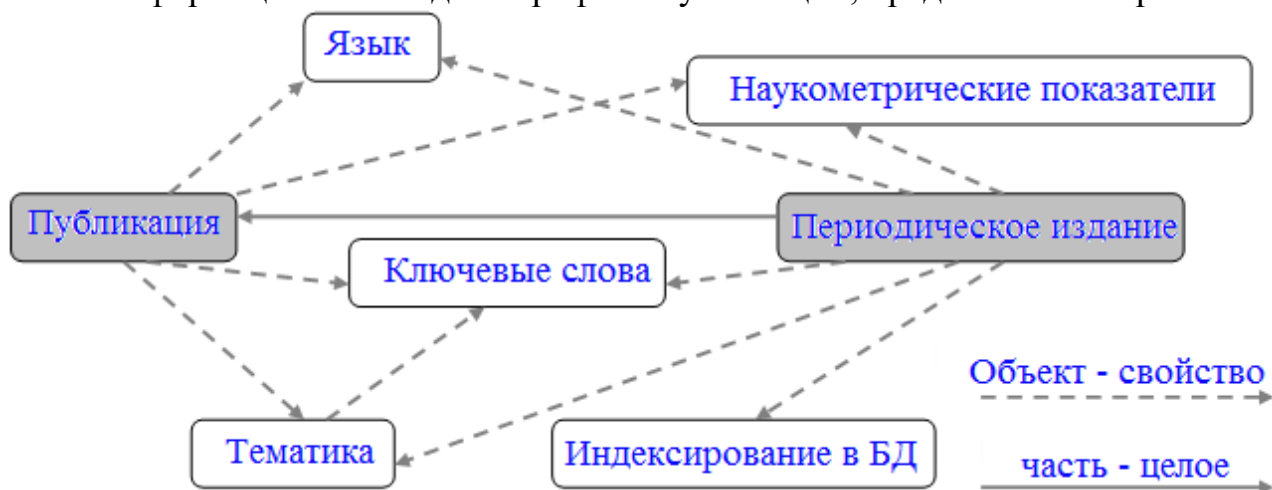 Язык
Наукометрические показатели
Публикация
Периодическое издание
Ключевые слова
Объект - свойство
Тематика
Индексирование в БД
часть - целое